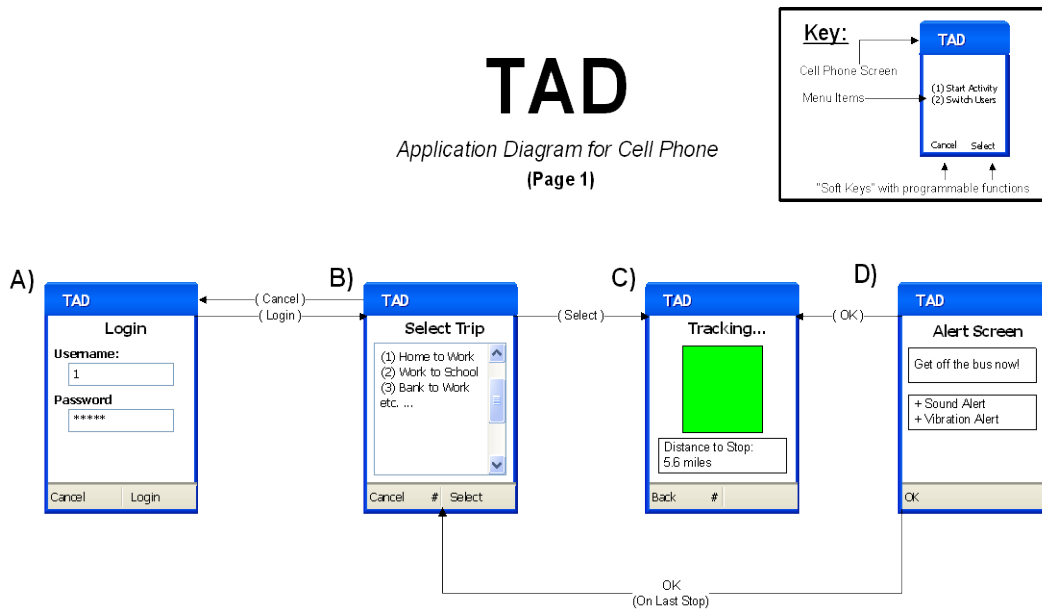 TAD
Application Diagram for Cell Phone
(Page 1)
Key:
TAD
Cell Phone Screen
Menu Items
(1) Start Activity
(2) Switch Users
Cancel Select
"Soft Keys" with programmable functions
A)
TAD
Login
Username:
1
Password
*****
Cancel Login
( Cancel )
( Login )
B)
TAD
Select Trip
(1) Home to Work
(2) Work to School
(3) Bank to Work
etc. ...
Cancel # Select
( Select )
C)
TAD
Tracking...
Distance to Stop:
5.6 miles
Back #
( OK )
D)
TAD
Alert Screen
Get off the bus now!
+ Sound Alert
+ Vibration Alert
OK
OK
(On Last Stop)